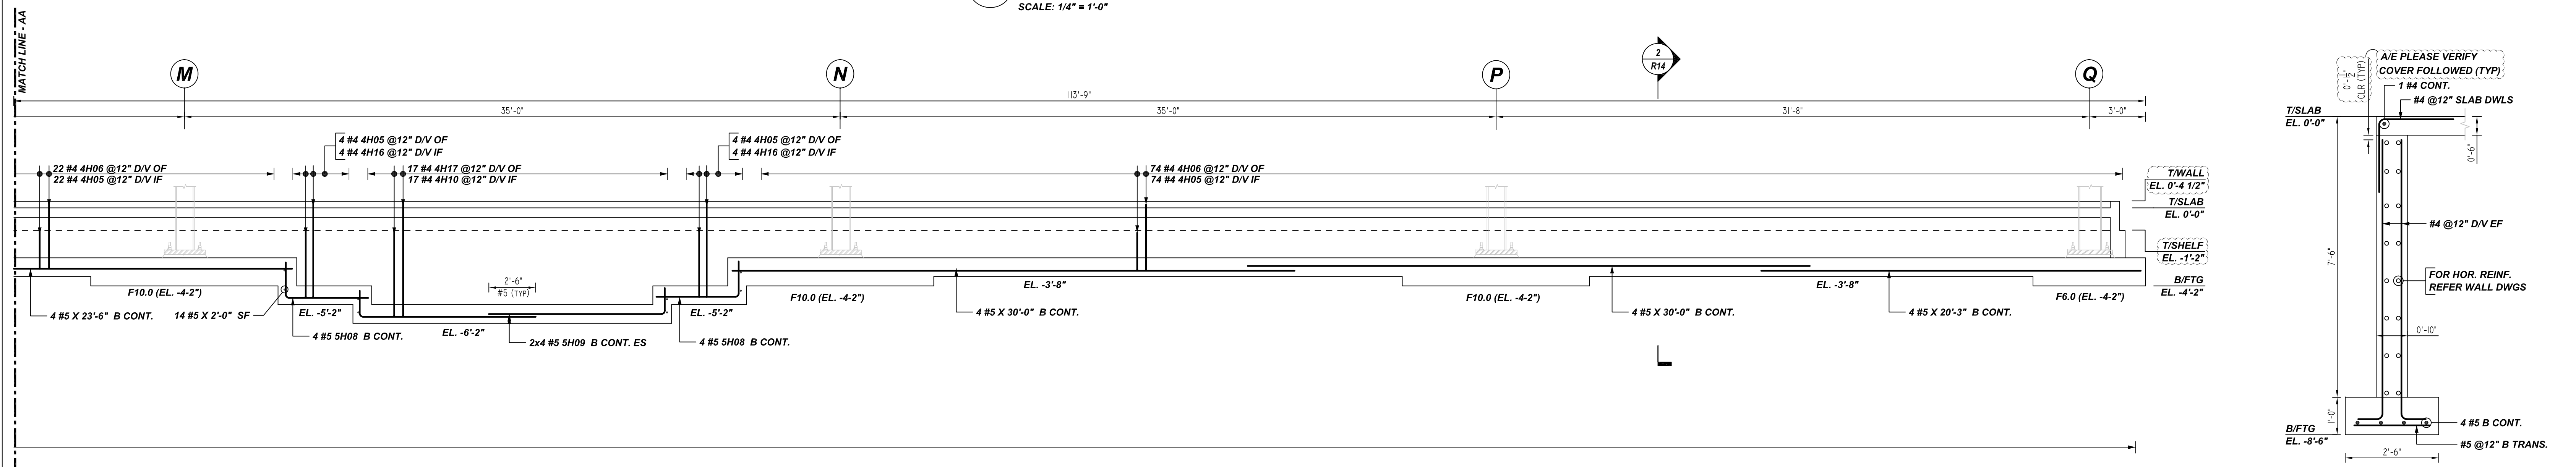 SCALE: 1/4" = 1'-0"
MATCH LINE - AA
M
N
P
Q
2
R14
113'-9"
35'-0"
35'-0"
31'-8"
3'-0"
4 #4 4H05 @12" D/V OF
4 #4 4H16 @12" D/V IF
4 #4 4H05 @12" D/V OF
4 #4 4H16 @12" D/V IF
22 #4 4H06 @12" D/V OF
22 #4 4H05 @12" D/V IF
17 #4 4H17 @12" D/V OF
17 #4 4H10 @12" D/V IF
74 #4 4H06 @12" D/V OF
74 #4 4H05 @12" D/V IF
T/WALL
EL. 0'-4 1/2"
T/SLAB
EL. 0'-0"
T/SHELF
EL. -1'-2"
B/FTG
EL. -4'-2"
F10.0 (EL. -4-2")
2'-6"
#5 (TYP)
F10.0 (EL. -4-2")
EL. -3'-8"
F10.0 (EL. -4-2")
EL. -3'-8"
F6.0 (EL. -4-2")
4 #5 X 23'-6" B CONT.
14 #5 X 2'-0" SF
EL. -5'-2"
EL. -5'-2"
4 #5 X 30'-0" B CONT.
4 #5 X 30'-0" B CONT.
4 #5 X 20'-3" B CONT.
4 #5 5H08 B CONT.
EL. -6'-2"
2x4 #5 5H09 B CONT. ES
4 #5 5H08 B CONT.
A/E PLEASE VERIFY
COVER FOLLOWED (TYP)
0'-1 1/2"
CLR (TYP)
1 #4 CONT.
#4 @12" SLAB DWLS
T/SLAB
EL. 0'-0"
0'-6"
7'-6"
#4 @12" D/V EF
FOR HOR. REINF.
REFER WALL DWGS
0'-10"
1'-0"
4 #5 B CONT.
B/FTG
EL. -8'-6"
#5 @12" B TRANS.
2'-6"